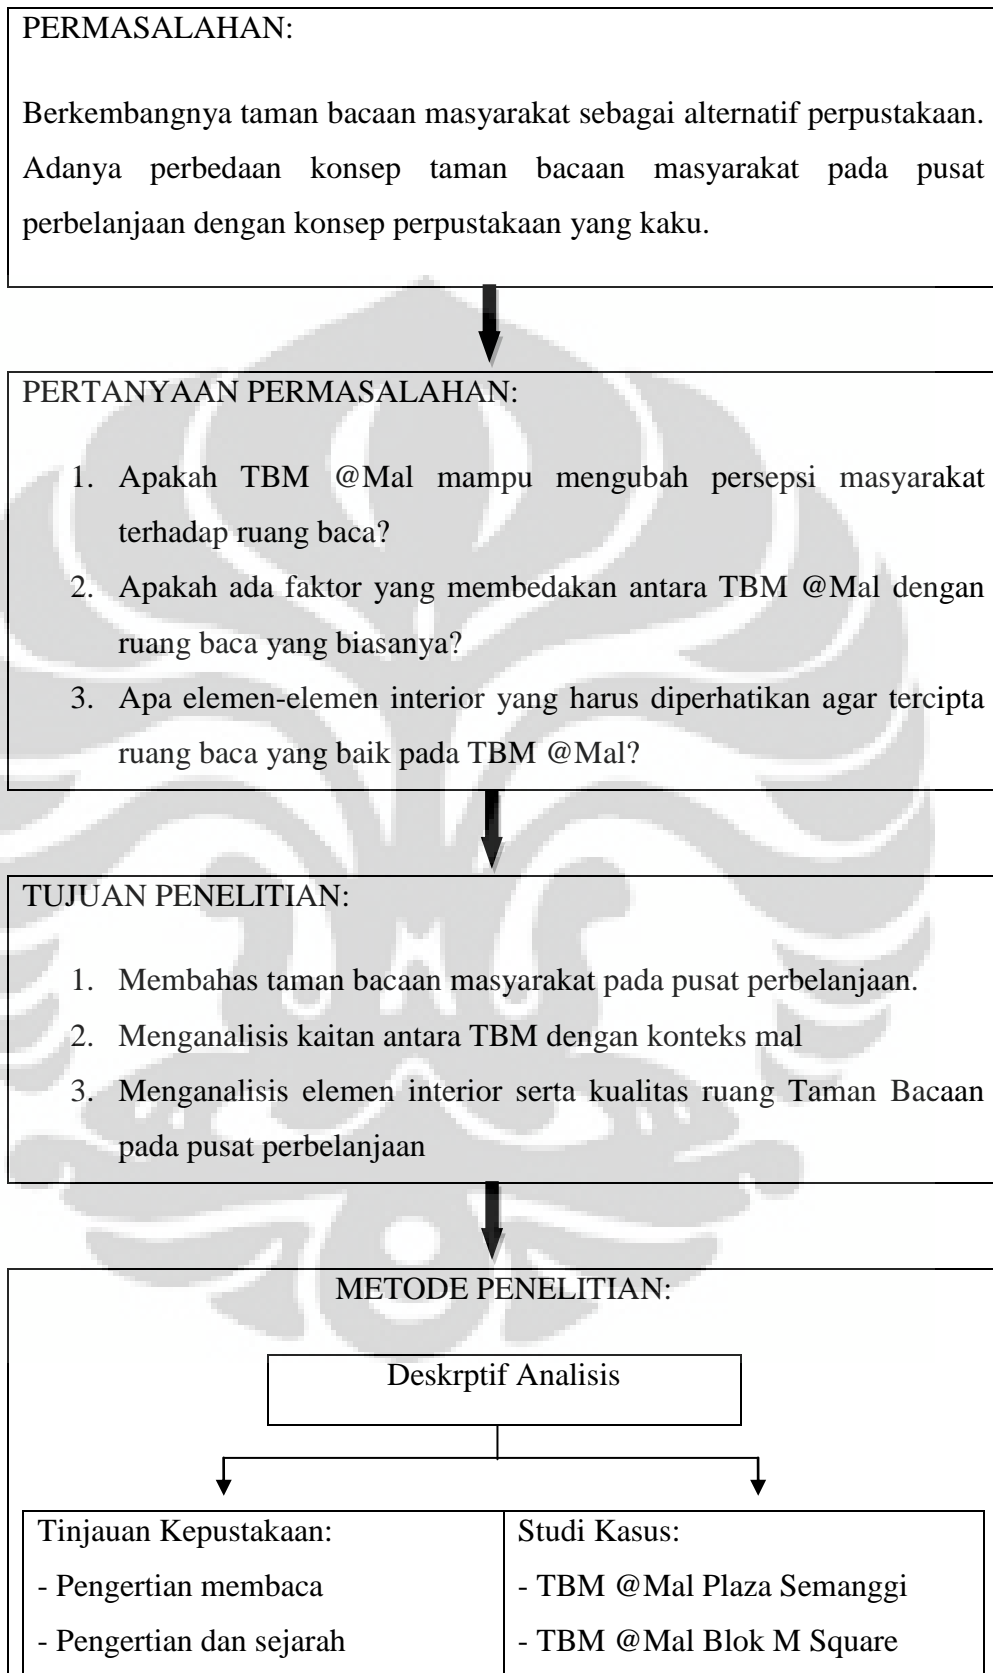 PERMASALAHAN:
Berkembangnya taman bacaan masyarakat sebagai alternatif perpustakaan.
Adanya perbedaan konsep taman bacaan masyarakat pada pusat
perbelanjaan dengan konsep perpustakaan yang kaku.
PERTANYAAN PERMASALAHAN:
1. Apakah TBM @Mal mampu mengubah persepsi masyarakat
terhadap ruang baca?
2. Apakah ada faktor yang membedakan antara TBM @Mal dengan
ruang baca yang biasanya?
3. Apa elemen-elemen interior yang harus diperhatikan agar tercipta
ruang baca yang baik pada TBM @Mal?
TUJUAN PENELITIAN:
1. Membahas taman bacaan masyarakat pada pusat perbelanjaan.
2. Menganalisis kaitan antara TBM dengan konteks mal
3. Menganalisis elemen interior serta kualitas ruang Taman Bacaan
pada pusat perbelanjaan
METODE PENELITIAN:
Deskrptif Analisis
Tinjauan Kepustakaan:
- Pengertian membaca
- Pengertian dan sejarah
Studi Kasus:
- TBM @Mal Plaza Semanggi
- TBM @Mal Blok M Square